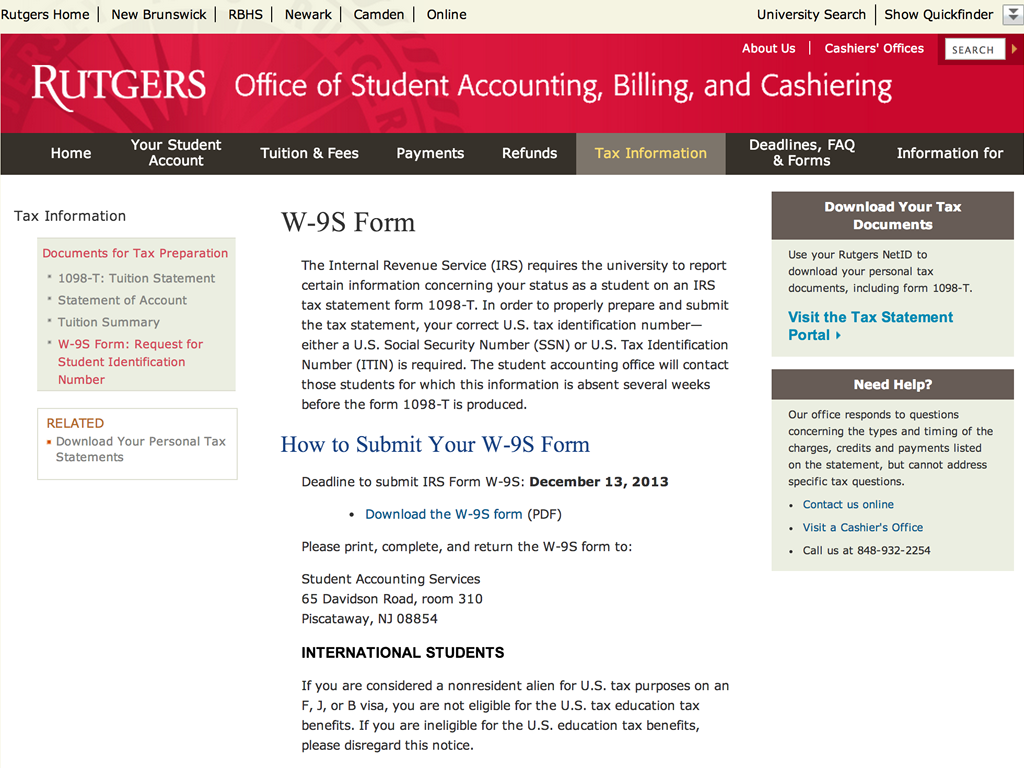 Rutgers Home | New Brunswick | RBHS | Newark | Camden | Online
University Search | Show Quickfinder
About Us | Cashiers' Offices
SEARCH
RUTGERS Office of Student Accounting, Billing, and Cashiering
Home
Your Student
Account
Tuition & Fees
Payments
Refunds
Tax Information
Deadlines, FAQ
& Forms
Information for
Tax Information
Documents for Tax Preparation
* 1098-T: Tuition Statement
* Statement of Account
* Tuition Summary
* W-9S Form: Request for
Student Identification
Number
RELATED
Download Your Personal Tax
Statements
W-9S Form
The Internal Revenue Service (IRS) requires the university to report
certain information concerning your status as a student on an IRS
tax statement form 1098-T. In order to properly prepare and submit
the tax statement, your correct U.S. tax identification number—
either a U.S. Social Security Number (SSN) or U.S. Tax Identification
Number (ITIN) is required. The student accounting office will contact
those students for which this information is absent several weeks
before the form 1098-T is produced.
How to Submit Your W-9S Form
Deadline to submit IRS Form W-9S: December 13, 2013
• Download the W-9S form (PDF)
Please print, complete, and return the W-9S form to:
Student Accounting Services
65 Davidson Road, room 310
Piscataway, NJ 08854
INTERNATIONAL STUDENTS
If you are considered a nonresident alien for U.S. tax purposes on an
F, J, or B visa, you are not eligible for the U.S. tax education tax
benefits. If you are ineligible for the U.S. education tax benefits,
please disregard this notice.
Download Your Tax
Documents
Use your Rutgers NetID to
download your personal tax
documents, including form 1098-T.
Visit the Tax Statement
Portal
Need Help?
Our office responds to questions
concerning the types and timing of the
charges, credits and payments listed
on the statement, but cannot address
specific tax questions.
• Contact us online
• Visit a Cashier's Office
• Call us at 848-932-2254